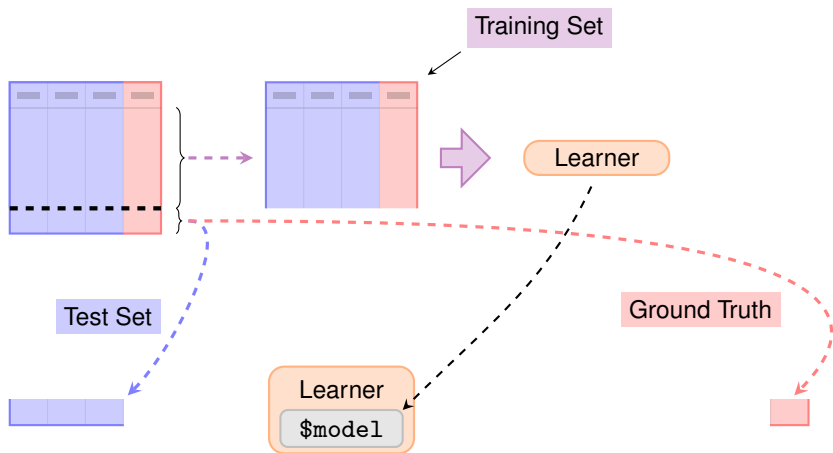 Training Set
Learner
Test Set
Ground Truth
Learner
$model